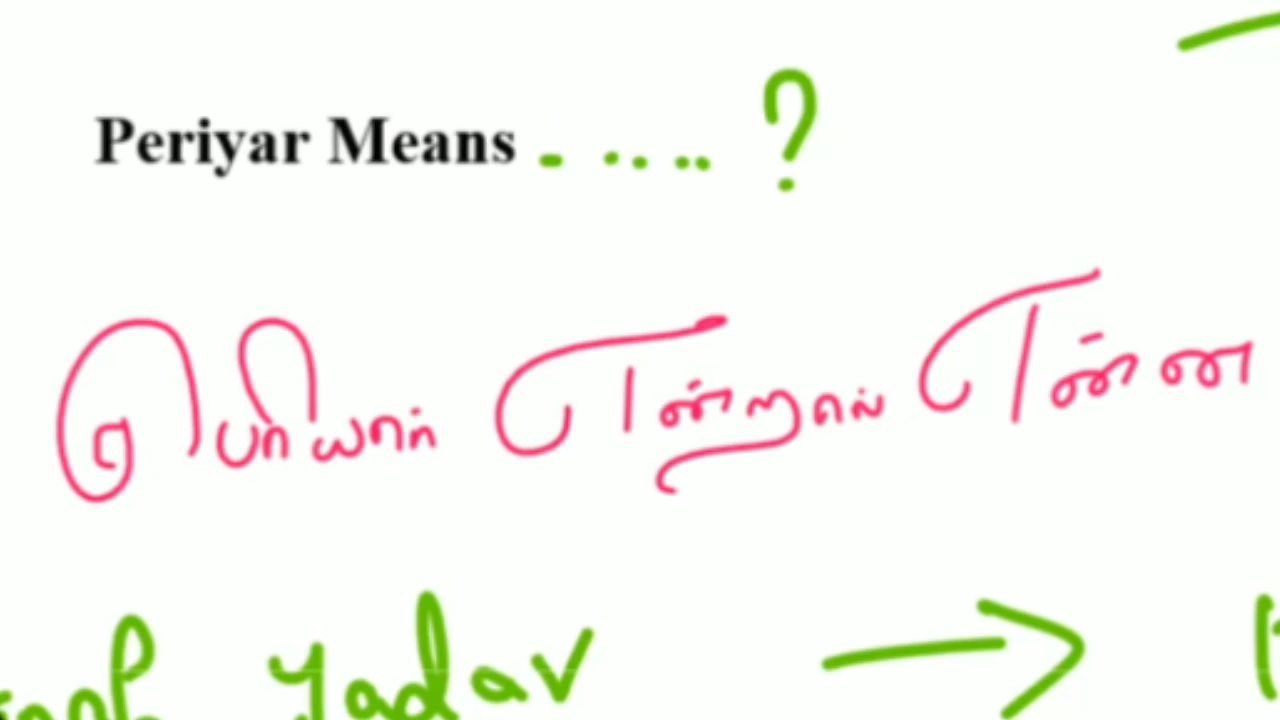 Periyar Means - .... ?
பெரியார் என்றால் என்ன
Yadav →